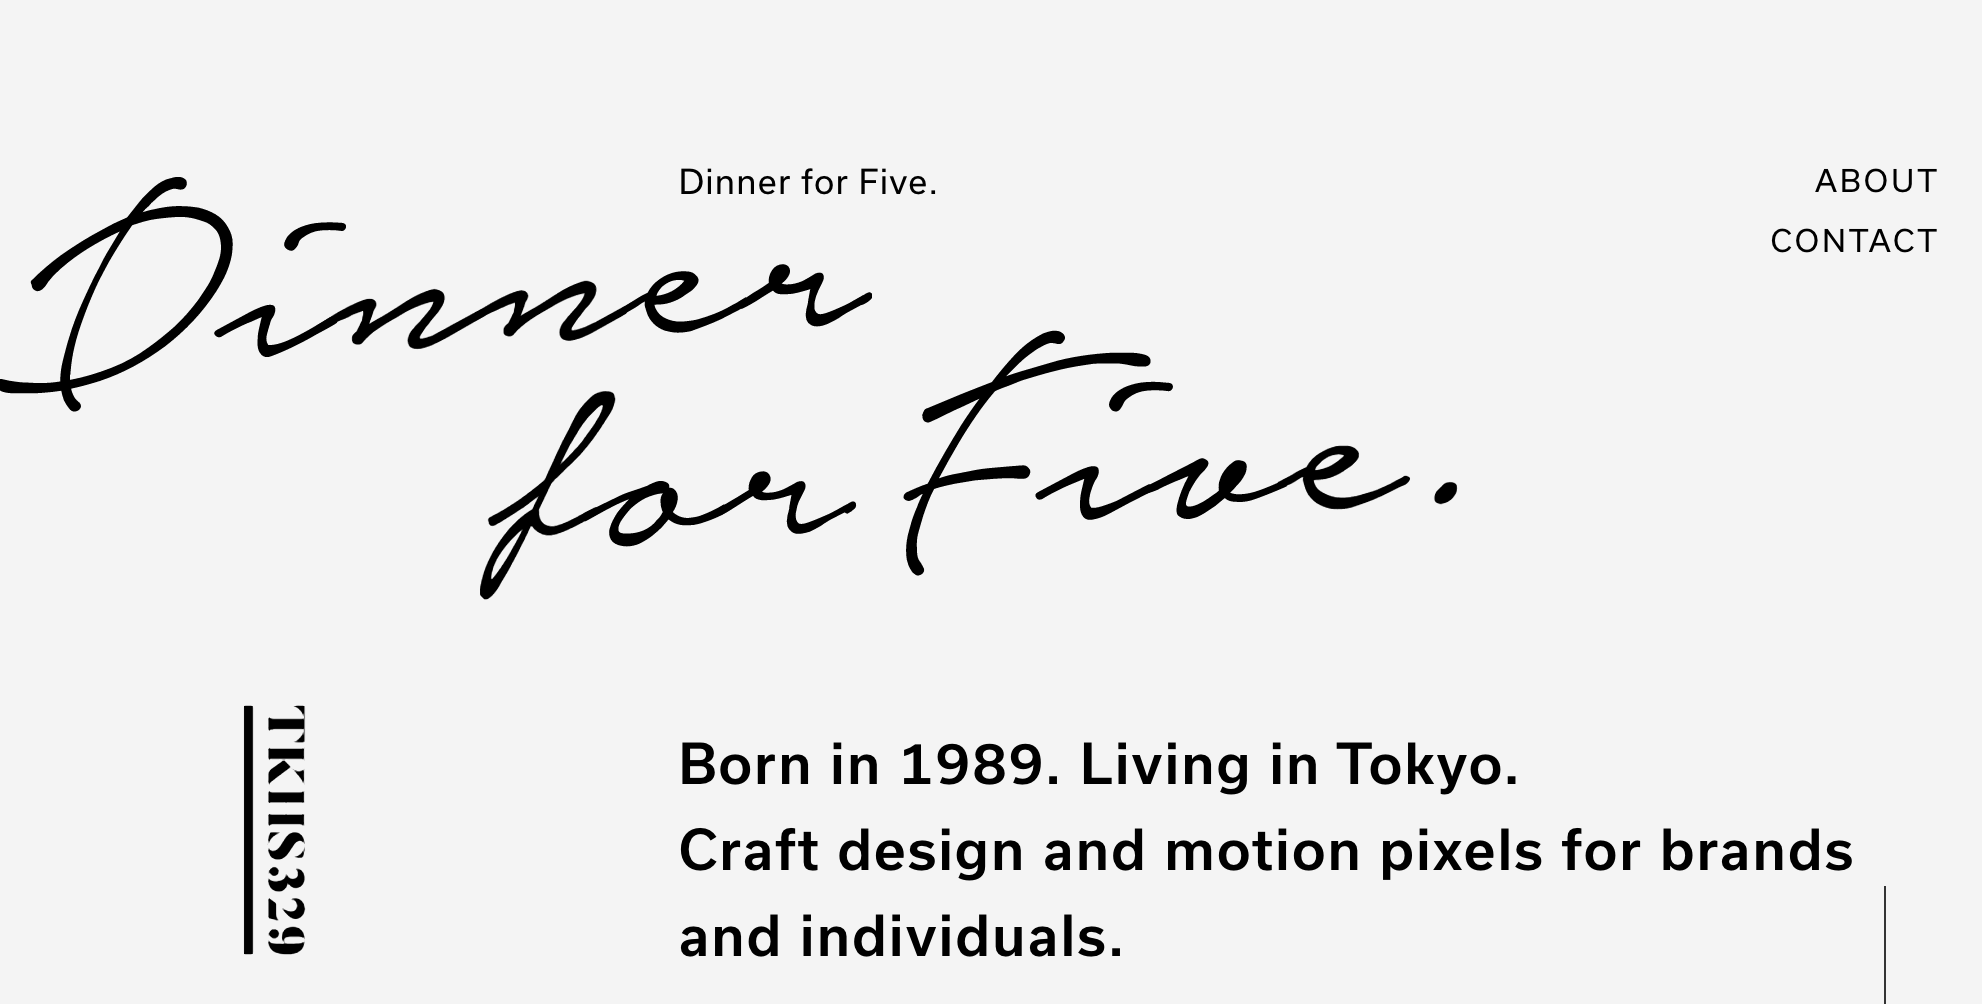 Dinner for Five.
ABOUT
CONTACT
Dinner
for Five.
TKIIS329
Born in 1989. Living in Tokyo.
Craft design and motion pixels for brands
and individuals.